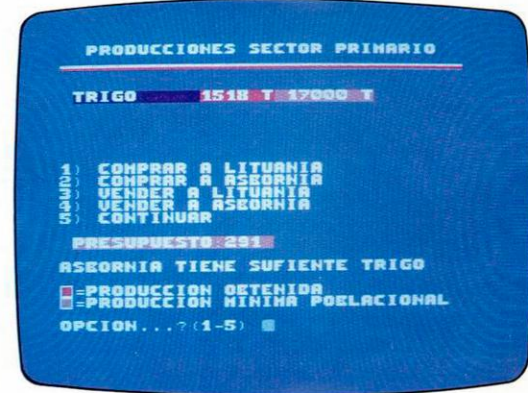 PRODUCCIONES SECTOR PRIMARIO
TRIGO 1518 T 17000 T
1) COMPRAR A LITUANIA
2) COMPRAR A ASBORNIA
3) VENDER A LITUANIA
4) VENDER A ASBORNIA
5) CONTINUAR
PRESUPUESTO 291
ASBORNIA TIENE SUFIENTE TRIGO
=PRODUCCION OBTENIDA
=PRODUCCION MINIMA POBLACIONAL
OPCION...?(1-5)